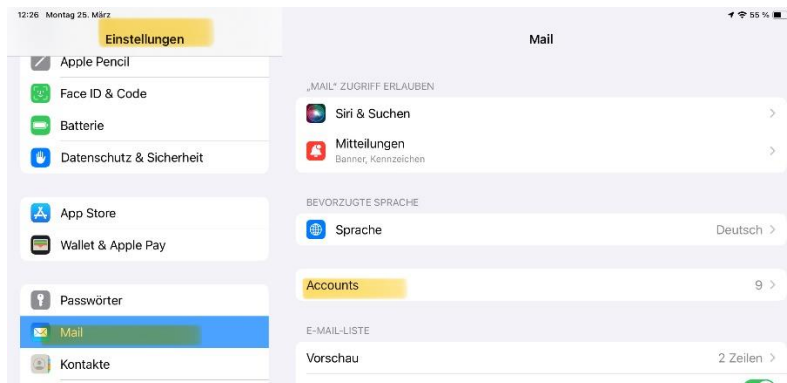 12:26 Montag 25. März
55 %
Einstellungen
Apple Pencil
Face ID & Code
Batterie
Datenschutz & Sicherheit
App Store
Wallet & Apple Pay
Passwörter
Mail
Kontakte
Mail
„MAIL“ ZUGRIFF ERLAUBEN
Siri & Suchen
Mitteilungen
Banner, Kennzeichen
BEVORZUGTE SPRACHE
Sprache Deutsch
Accounts 9
E-MAIL-LISTE
Vorschau 2 Zeilen